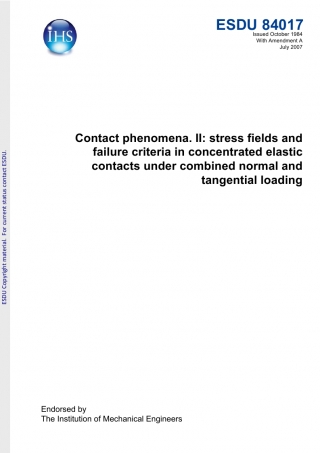 IHS
ESDU 84017
Issued October 1984
With Amendment A
July 2007
Contact phenomena. II: stress fields and
failure criteria in concentrated elastic
contacts under combined normal and
tangential loading
ESDU Copyright material. For current status contact ESDU.
Endorsed by
The Institution of Mechanical Engineers